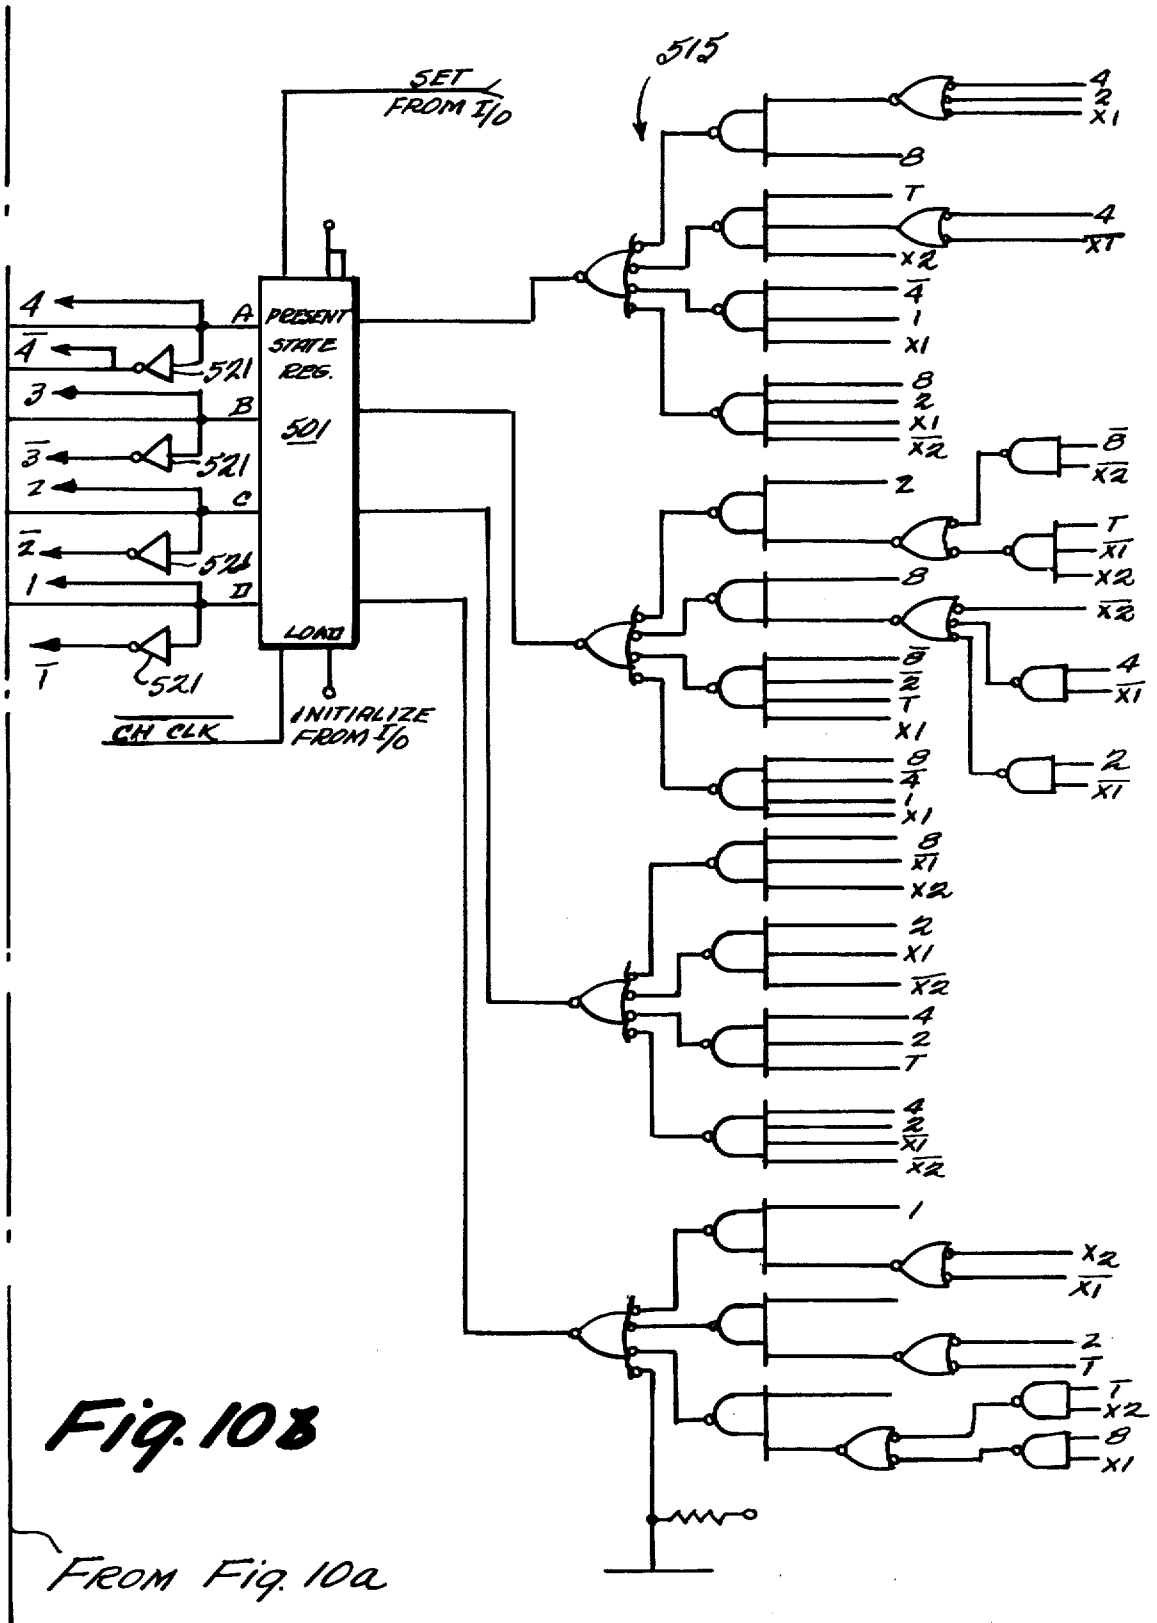 515
SET
FROM I/O
4
2
X1
8
T̅
4
X̅1̅
X2
4
4̅
3
3̅
2
2̅
1
1̅
A
B
C
D
521
521
521
521
PRESENT
STATE
REG.
501
LOAD
C̅H̅ C̅L̅K̅
INITIALIZE
FROM I/O
4̅
1
X1
8
2
X1
X̅2̅
2
8̅
X̅2̅
T̅
X̅1̅
X2
8
X̅2̅
4
X̅1̅
2
X̅1̅
8̅
2̅
T̅
X1
8
4̅
1
X1
8
X̅1̅
X2
2
X1
X̅2̅
4
2
T̅
4
2
X̅1̅
X̅2̅
1
X2
X̅1̅
2
1̅
1̅
X2
8
X1
Fig. 10b
FROM Fig. 10a